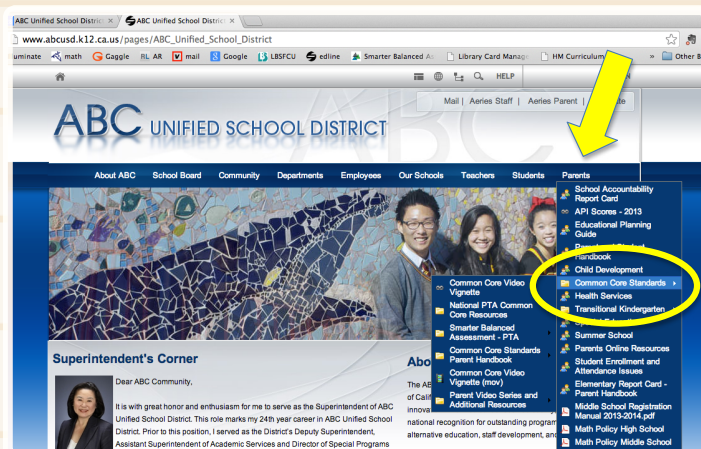 ABC Unified School District
ABC Unified School District
www.abcusd.k12.ca.us/pages/ABC_Unified_School_District
uminate
math
Gaggle
RL AR
mail
Google
LBSFCU
edline
Smarter Balanced As
Library Card Manage
HM Curriculum
»
Other B
HELP
N
Mail | Aeries Staff | Aeries Parent |
ABC UNIFIED SCHOOL DISTRICT
About ABC
School Board
Community
Departments
Employees
Our Schools
Teachers
Students
Parents
School Accountability
Report Card
API Scores - 2013
Educational Planning
Guide
Handbook
Child Development
Common Core Standards
Health Services
Transitional Kindergarten
Summer School
Parents Online Resources
Student Enrollment and
Attendance Issues
Elementary Report Card -
Parent Handbook
Middle School Registration
Manual 2013-2014.pdf
Math Policy High School
Math Policy Middle School
Common Core Video
Vignette
National PTA Common
Core Resources
Smarter Balanced
Assessment - PTA
Common Core Standards
Parent Handbook
Common Core Video
Vignette (mov)
Parent Video Series and
Additional Resources
Superintendent's Corner
Dear ABC Community,
It is with great honor and enthusiasm for me to serve as the Superintendent of ABC
Unified School District. This role marks my 24th year career in ABC Unified School
District. Prior to this position, I served as the District's Deputy Superintendent,
Assistant Superintendent of Academic Services and Director of Special Programs
Abo
The AB
of Calif
innova
national recognition for outstanding program
alternative education, staff development, and